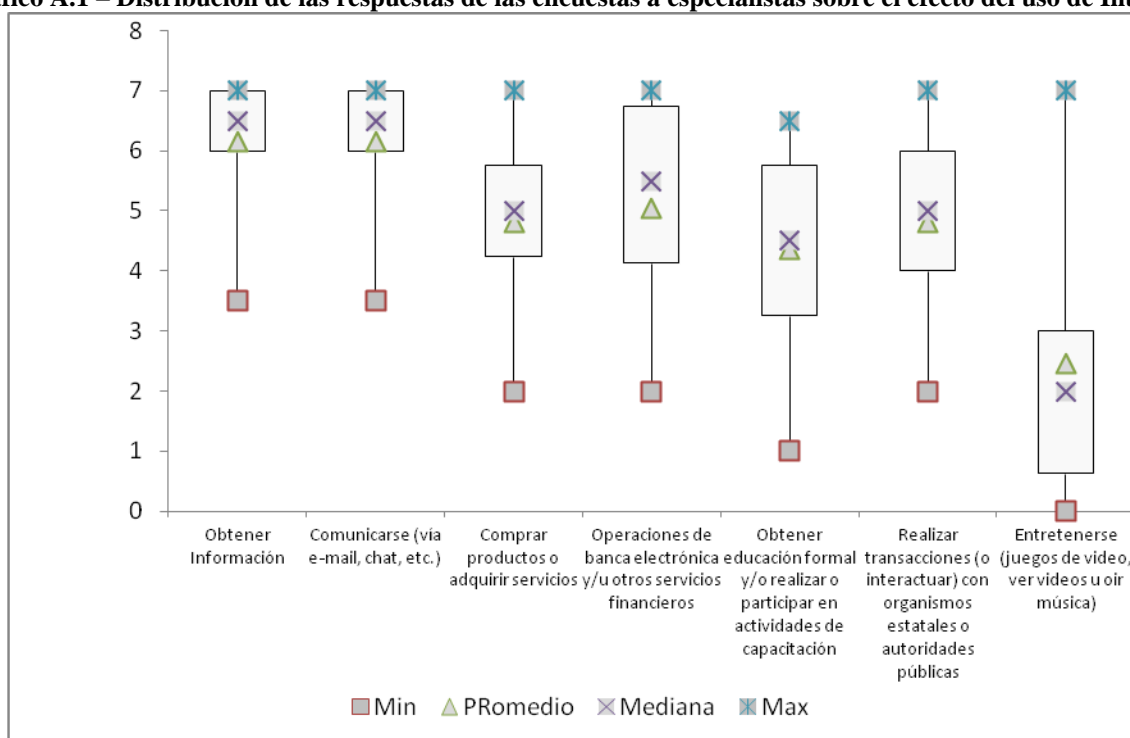 A.1 – Distribución de las respuestas de las encuestas a especialistas sobre el efecto del uso de
8
7
6
5
4
3
2
1
0
Obtener Información
Comunicarse (vía e-mail, chat, etc.)
Comprar productos o adquirir servicios
Operaciones de banca electrónica y/u otros servicios financieros
Obtener educación formal y/o realizar o participar en actividades de capacitación
Realizar transacciones (o interactuar) con organismos estatales o autoridades públicas
Entretenerse (juegos de video, ver videos u oir música)
Min PRomedio Mediana Max